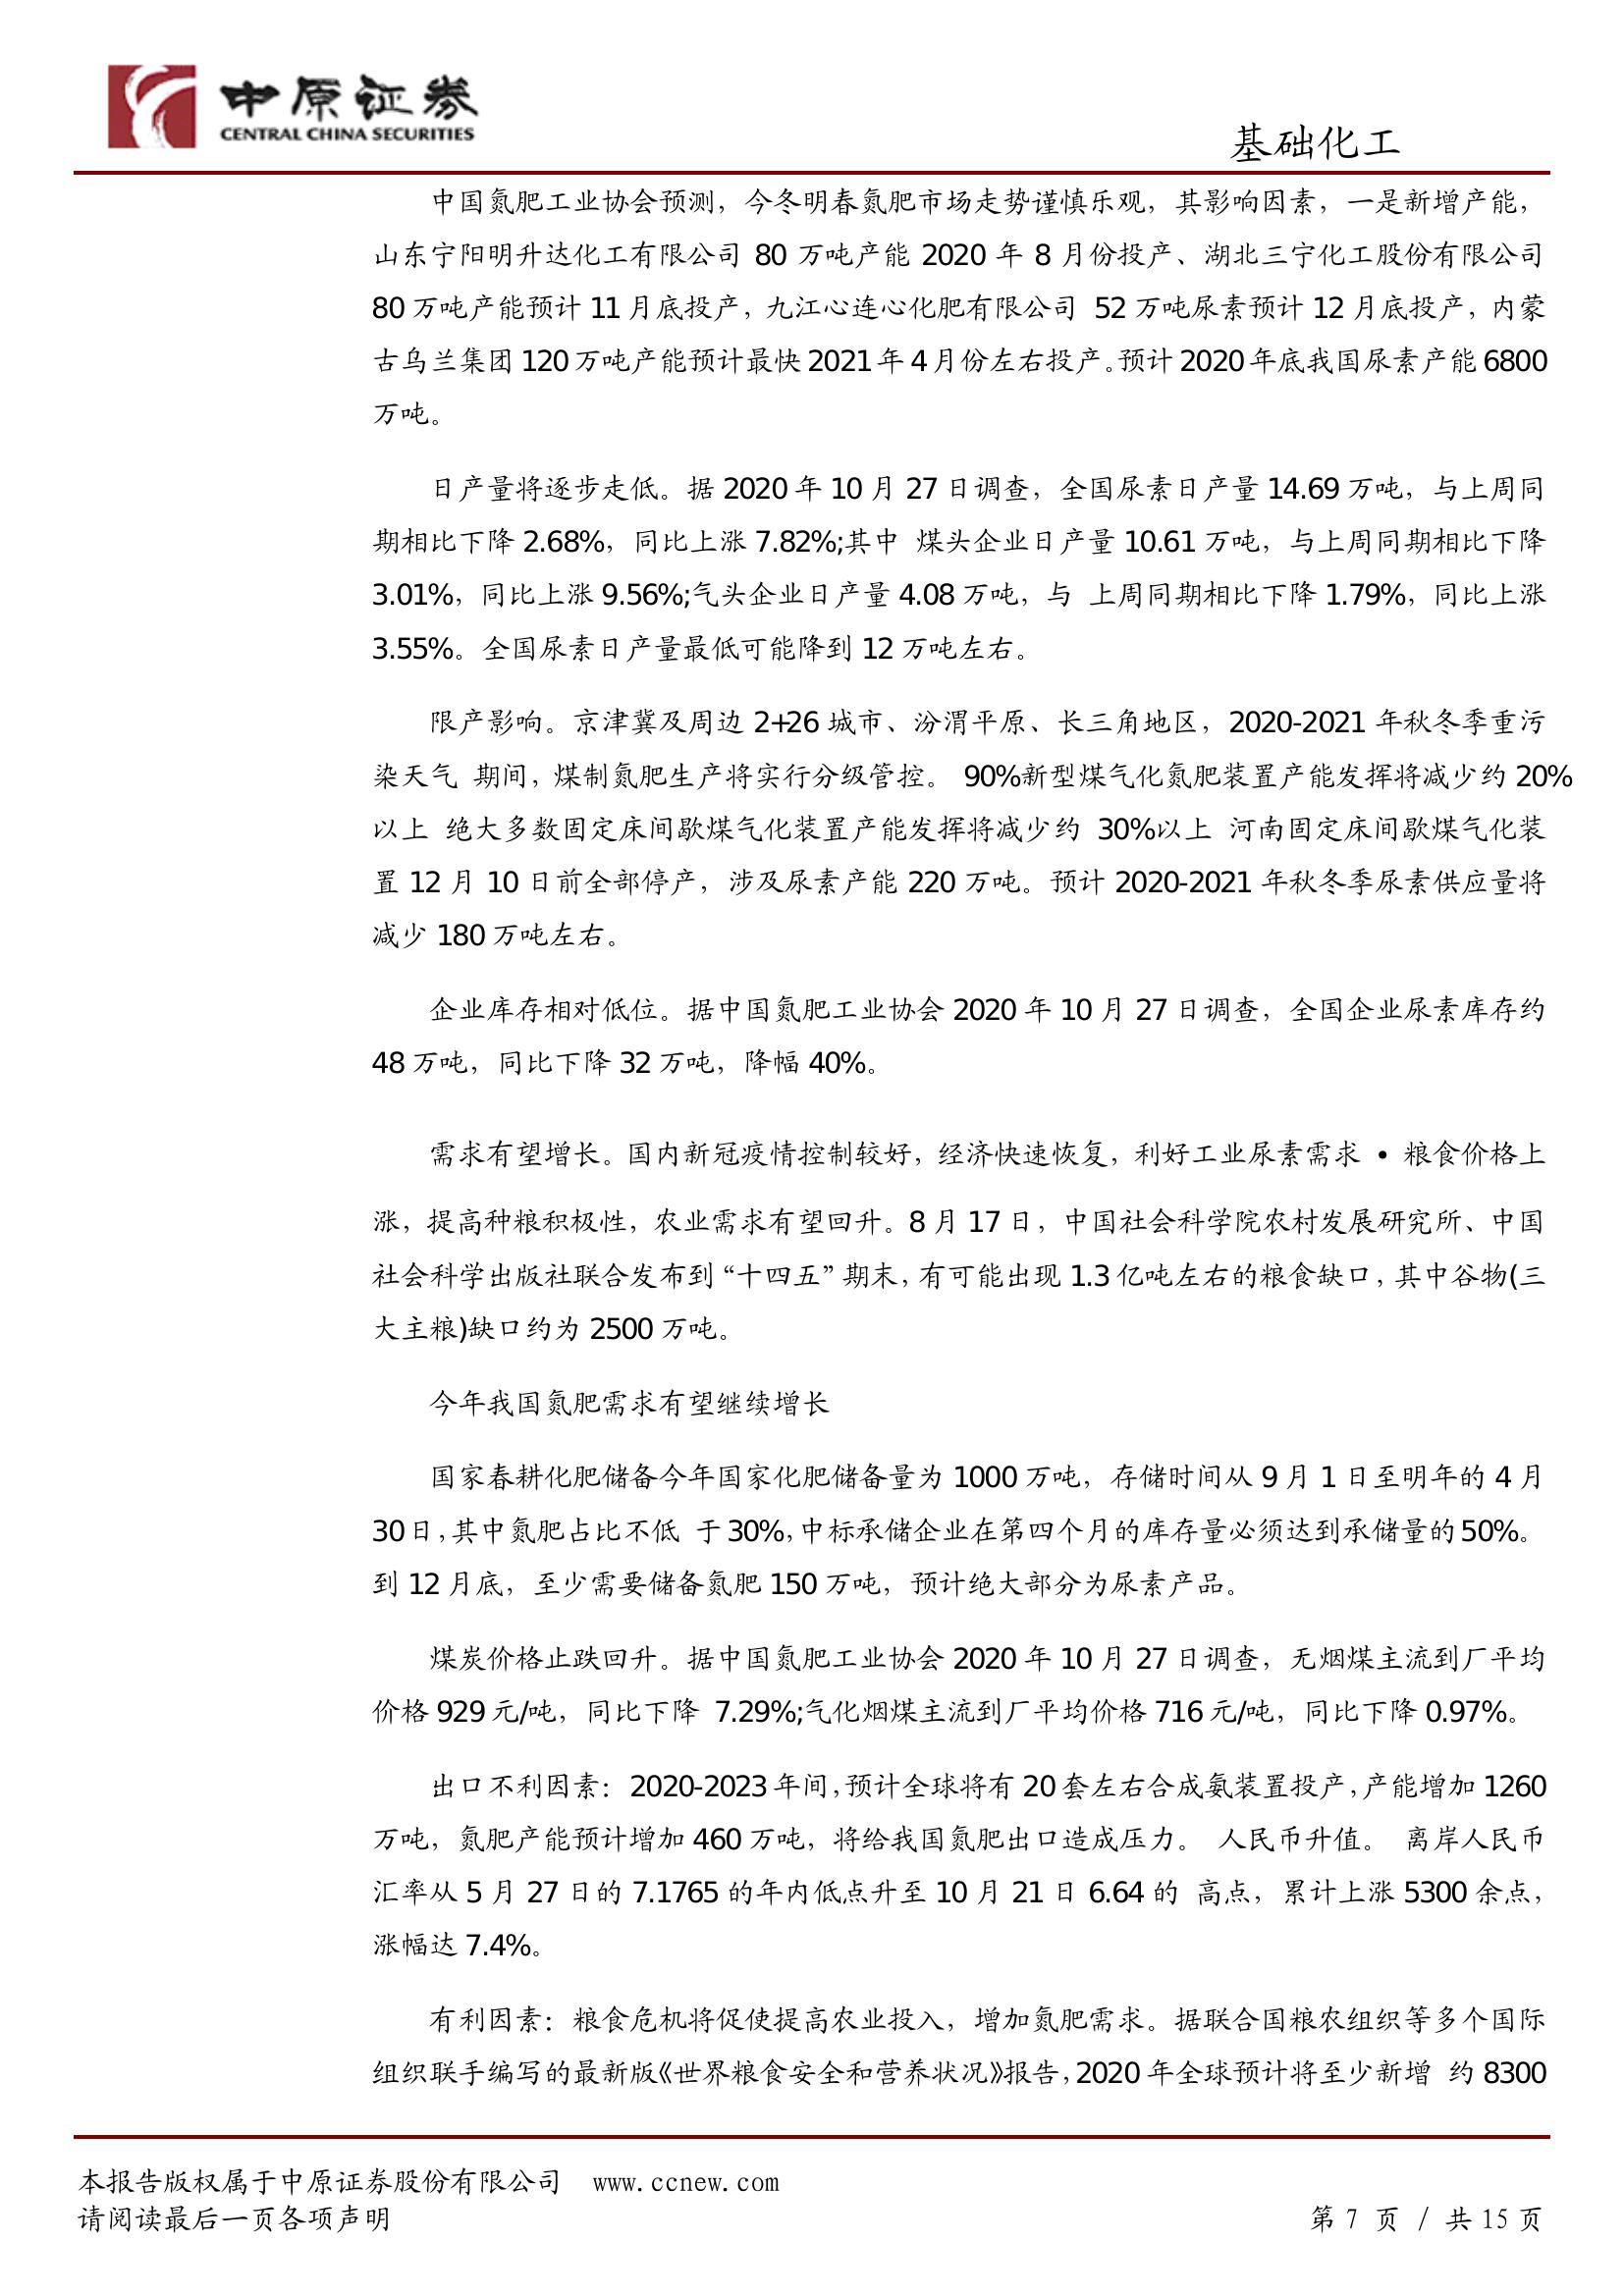 中原证券
CENTRAL CHINA SECURITIES
基础化工
中国氮肥工业协会预测，今冬明春氮肥市场走势谨慎乐观，其影响因素，一是新增产能，
山东宁阳明升达化工有限公司 80 万吨产能 2020 年 8 月份投产、湖北三宁化工股份有限公司
80 万吨产能预计 11 月底投产，九江心连心化肥有限公司 52 万吨尿素预计 12 月底投产，内蒙
古乌兰集团 120 万吨产能预计最快 2021 年 4 月份左右投产。预计 2020 年底我国尿素产能 6800
万吨。
日产量将逐步走低。据 2020 年 10 月 27 日调查，全国尿素日产量 14.69 万吨，与上周同
期相比下降 2.68%，同比上涨 7.82%;其中 煤头企业日产量 10.61 万吨，与上周同期相比下降
3.01%，同比上涨 9.56%;气头企业日产量 4.08 万吨，与 上周同期相比下降 1.79%，同比上涨
3.55%。全国尿素日产量最低可能降到 12 万吨左右。
限产影响。京津冀及周边 2+26 城市、汾渭平原、长三角地区，2020-2021 年秋冬季重污
染天气 期间，煤制氮肥生产将实行分级管控。 90%新型煤气化氮肥装置产能发挥将减少约 20%
以上 绝大多数固定床间歇煤气化装置产能发挥将减少约 30%以上 河南固定床间歇煤气化装
置 12 月 10 日前全部停产，涉及尿素产能 220 万吨。预计 2020-2021 年秋冬季尿素供应量将
减少 180 万吨左右。
企业库存相对低位。据中国氮肥工业协会 2020 年 10 月 27 日调查，全国企业尿素库存约
48 万吨，同比下降 32 万吨，降幅 40%。
需求有望增长。国内新冠疫情控制较好，经济快速恢复，利好工业尿素需求 • 粮食价格上
涨，提高种粮积极性，农业需求有望回升。8 月 17 日，中国社会科学院农村发展研究所、中国
社会科学出版社联合发布到“十四五”期末，有可能出现 1.3 亿吨左右的粮食缺口，其中谷物(三
大主粮)缺口约为 2500 万吨。
今年我国氮肥需求有望继续增长
国家春耕化肥储备今年国家化肥储备量为 1000 万吨，存储时间从 9 月 1 日至明年的 4 月
30 日，其中氮肥占比不低 于 30%，中标承储企业在第四个月的库存量必须达到承储量的 50%。
到 12 月底，至少需要储备氮肥 150 万吨，预计绝大部分为尿素产品。
煤炭价格止跌回升。据中国氮肥工业协会 2020 年 10 月 27 日调查，无烟煤主流到厂平均
价格 929 元/吨，同比下降 7.29%;气化烟煤主流到厂平均价格 716 元/吨，同比下降 0.97%。
出口不利因素：2020-2023 年间，预计全球将有 20 套左右合成氨装置投产，产能增加 1260
万吨，氮肥产能预计增加 460 万吨，将给我国氮肥出口造成压力。 人民币升值。 离岸人民币
汇率从 5 月 27 日的 7.1765 的年内低点升至 10 月 21 日 6.64 的 高点，累计上涨 5300 余点，
涨幅达 7.4%。
有利因素：粮食危机将促使提高农业投入，增加氮肥需求。据联合国粮农组织等多个国际
组织联手编写的最新版《世界粮食安全和营养状况》报告，2020 年全球预计将至少新增 约 8300
本报告版权属于中原证券股份有限公司 www.ccnew.com
请阅读最后一页各项声明
第 7 页 / 共 15 页